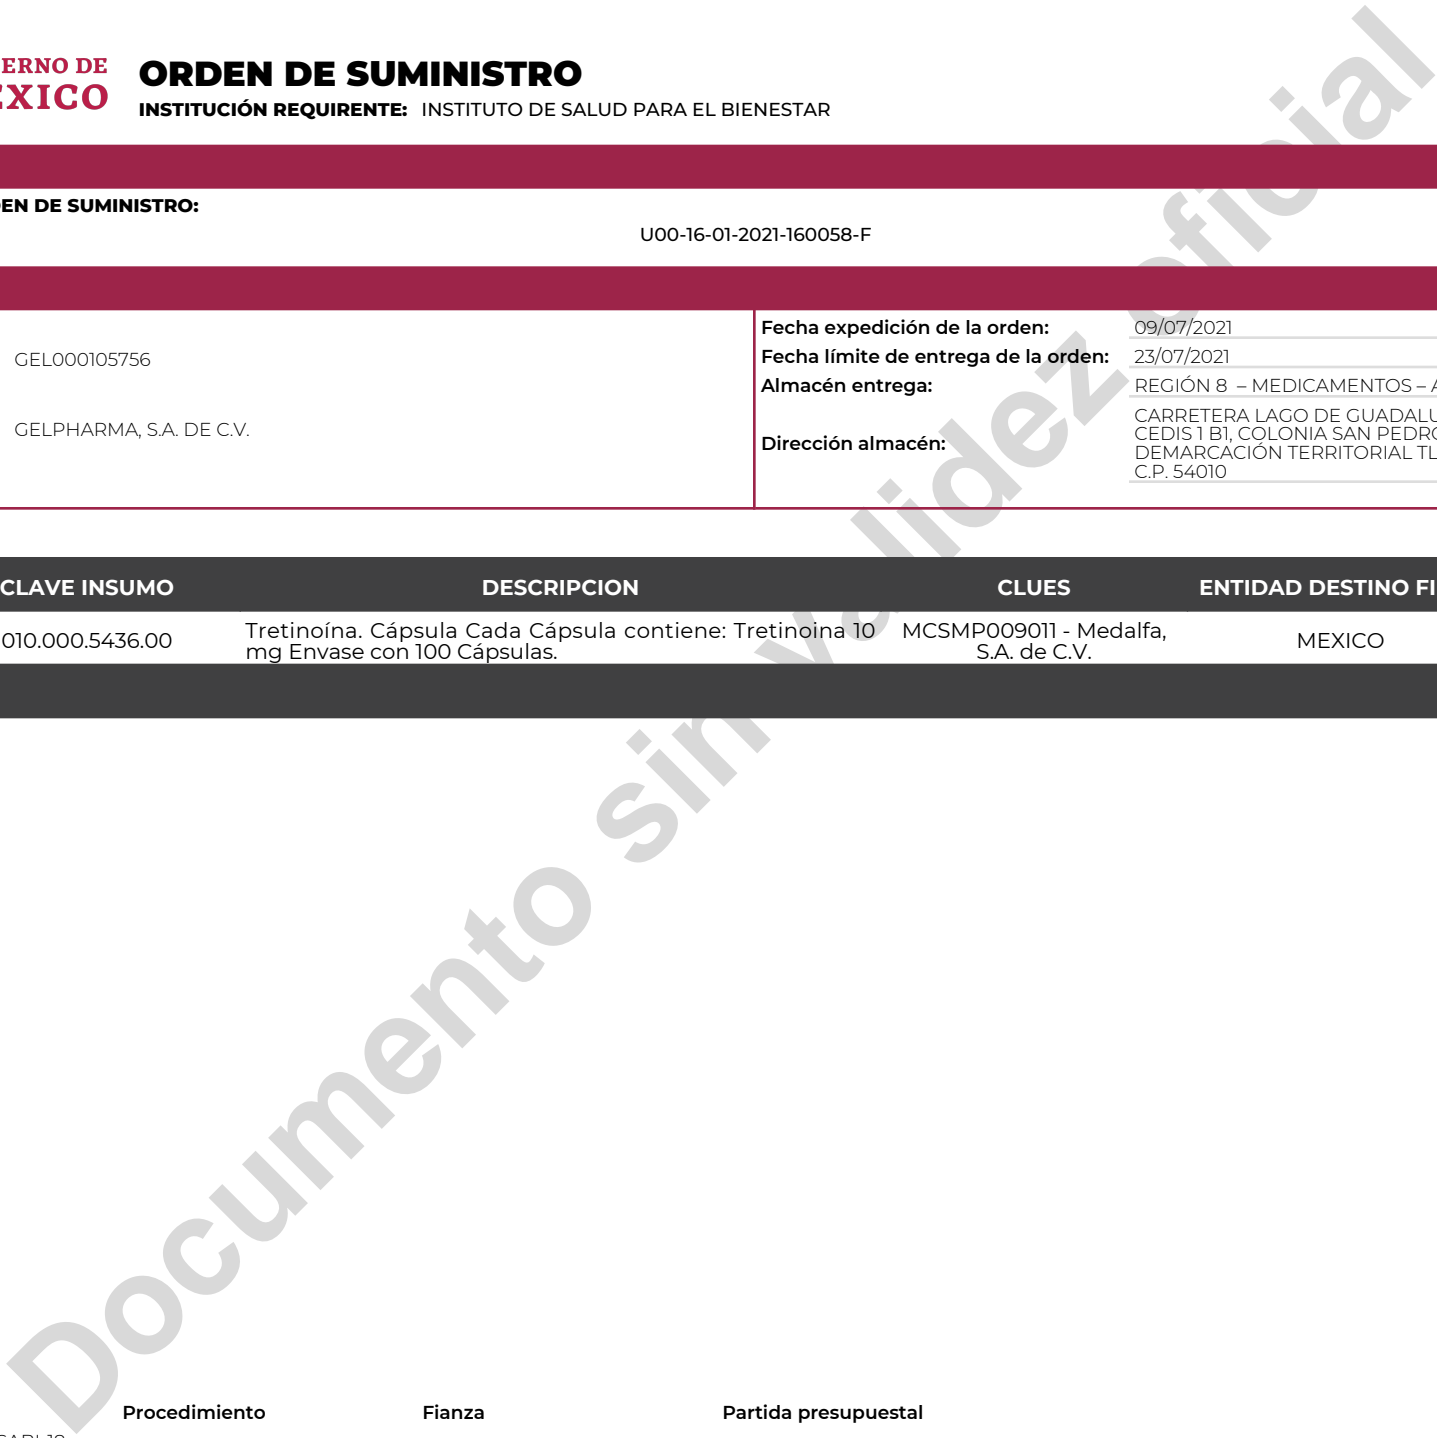 ERNO DE
EXICO
ORDEN DE SUMINISTRO
INSTITUCIÓN REQUIRENTE: INSTITUTO DE SALUD PARA EL BIENESTAR
EN DE SUMINISTRO:
U00-16-01-2021-160058-F
GEL000105756
GELPHARMA, S.A. DE C.V.
Fecha expedición de la orden: 09/07/2021
Fecha límite de entrega de la orden: 23/07/2021
Almacén entrega: REGIÓN 8 – MEDICAMENTOS – A
Dirección almacén:
CARRETERA LAGO DE GUADALU
CEDIS 1 B1, COLONIA SAN PEDRO
DEMARCACIÓN TERRITORIAL TL
C.P. 54010
CLAVE INSUMO DESCRIPCION CLUES ENTIDAD DESTINO FI
010.000.5436.00
Tretinoína. Cápsula Cada Cápsula contiene: Tretinoina 10
mg Envase con 100 Cápsulas.
MCSMP009011 - Medalfa,
S.A. de C.V.
MEXICO
Documento sin validez oficial
Procedimiento Fianza Partida presupuestal